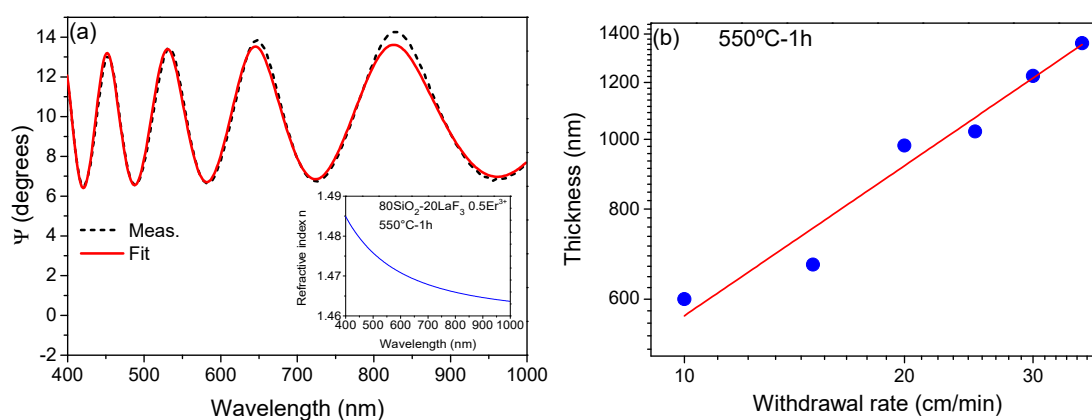 (a)
14
12
10
8
6
4
2
0
-2
Ψ (degrees)
Meas.
Fit
400 500 600 700 800 900 1000
Wavelength (nm)
1.49
1.48
1.47
1.46
Refractive index n
80SiO₂-20LaF₃ 0.5Er³⁺
550°C-1h
400 500 600 700 800 900 1000
Wavelength (nm)
(b) 550ºC-1h
1400
1200
1000
800
600
Thickness (nm)
10 20 30
Withdrawal rate (cm/min)